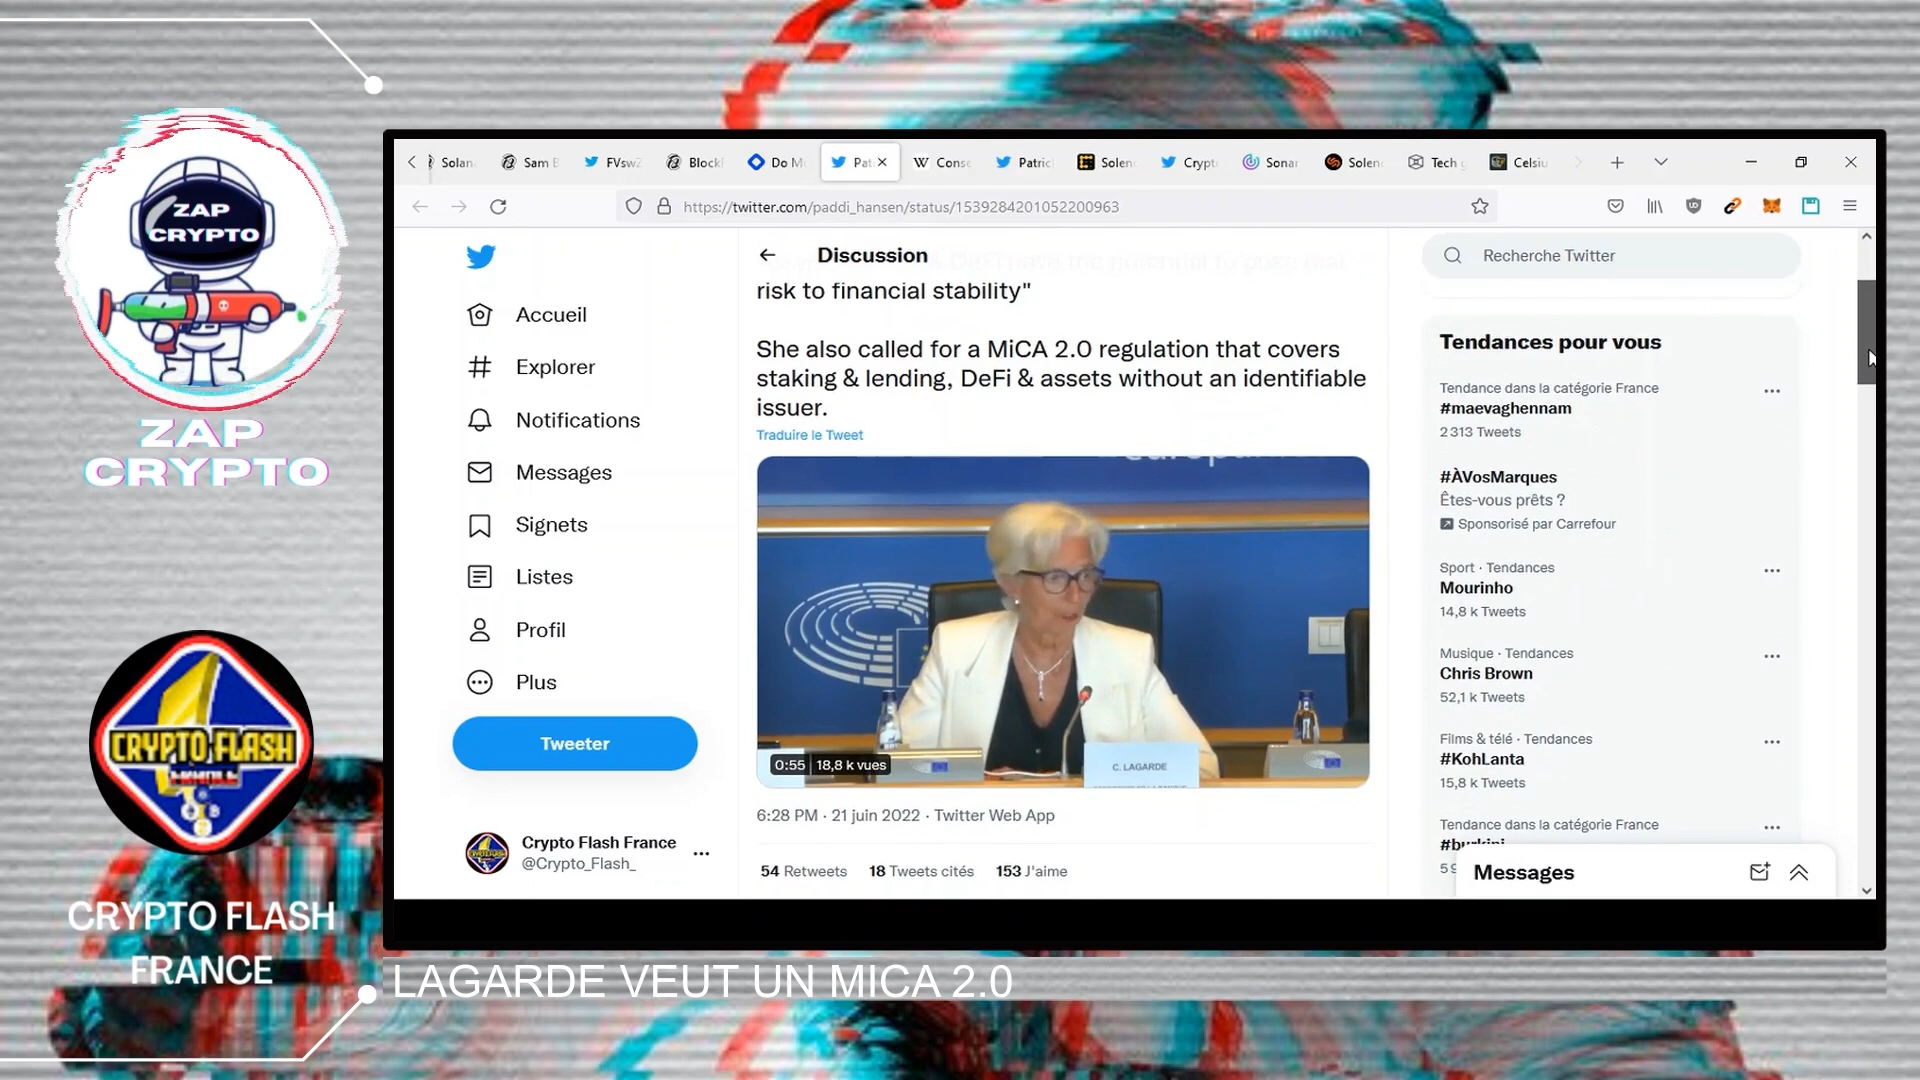 ZAP
CRYPTO
ZAP
CRYPTO
CRYPTO FLASH
FRANCE
CRYPTO FLASH
FRANCE
Solan
Sam B
FVswZ
Block
Do M
Pat
Conse
Patric
Solen
Crypt
Sonar
Solen
Tech g
Celsiu
https://twitter.com/paddi_hansen/status/1539284201052200963
Accueil
Explorer
Notifications
Messages
Signets
Listes
Profil
Plus
Tweeter
Crypto Flash France
@Crypto_Flash_
Discussion
risk to financial stability"
She also called for a MiCA 2.0 regulation that covers
staking & lending, DeFi & assets without an identifiable
issuer.
Traduire le Tweet
C. LAGARDE
0:55 18,8 k vues
6:28 PM · 21 juin 2022 · Twitter Web App
54 Retweets 18 Tweets cités 153 J'aime
Recherche Twitter
Tendances pour vous
Tendance dans la catégorie France
#maevaghennam
2 313 Tweets
#ÀVosMarques
Êtes-vous prêts ?
Sponsorisé par Carrefour
Sport · Tendances
Mourinho
14,8 k Tweets
Musique · Tendances
Chris Brown
52,1 k Tweets
Films & télé · Tendances
#KohLanta
15,8 k Tweets
Tendance dans la catégorie France
#burkini
Messages
LAGARDE VEUT UN MICA 2.0